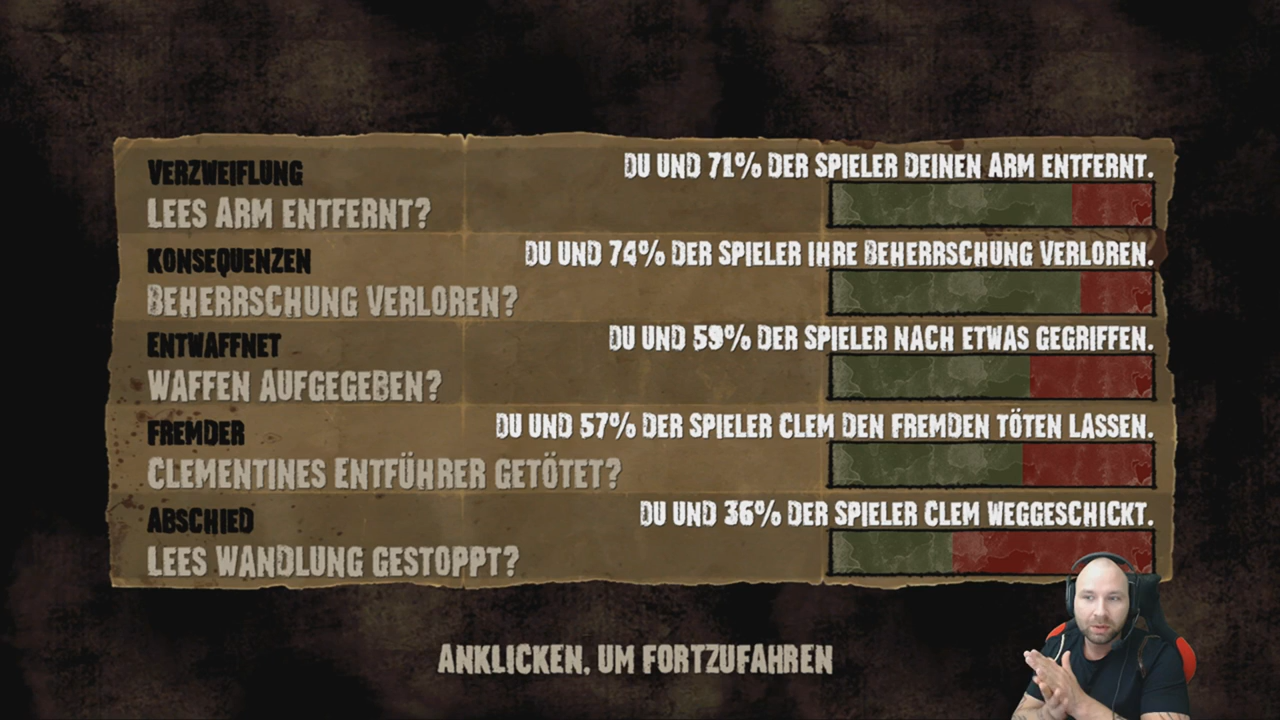 VERZWEIFLUNG
DU UND 71% DER SPIELER DEINEN ARM ENTFERNT.
LEES ARM ENTFERNT?
KONSEQUENZEN
DU UND 74% DER SPIELER IHRE BEHERRSCHUNG VERLOREN.
BEHERRSCHUNG VERLOREN?
ENTWAFFNET
DU UND 59% DER SPIELER NACH ETWAS GEGRIFFEN.
WAFFEN AUFGEGEBEN?
FREMDER
DU UND 57% DER SPIELER CLEM DEN FREMDEN TÖTEN LASSEN.
CLEMENTINES ENTFÜHRER GETÖTET?
ABSCHIED
DU UND 36% DER SPIELER CLEM WEGGESCHICKT.
LEES WANDLUNG GESTOPPT?
ANKLICKEN, UM FORTZUFAHREN